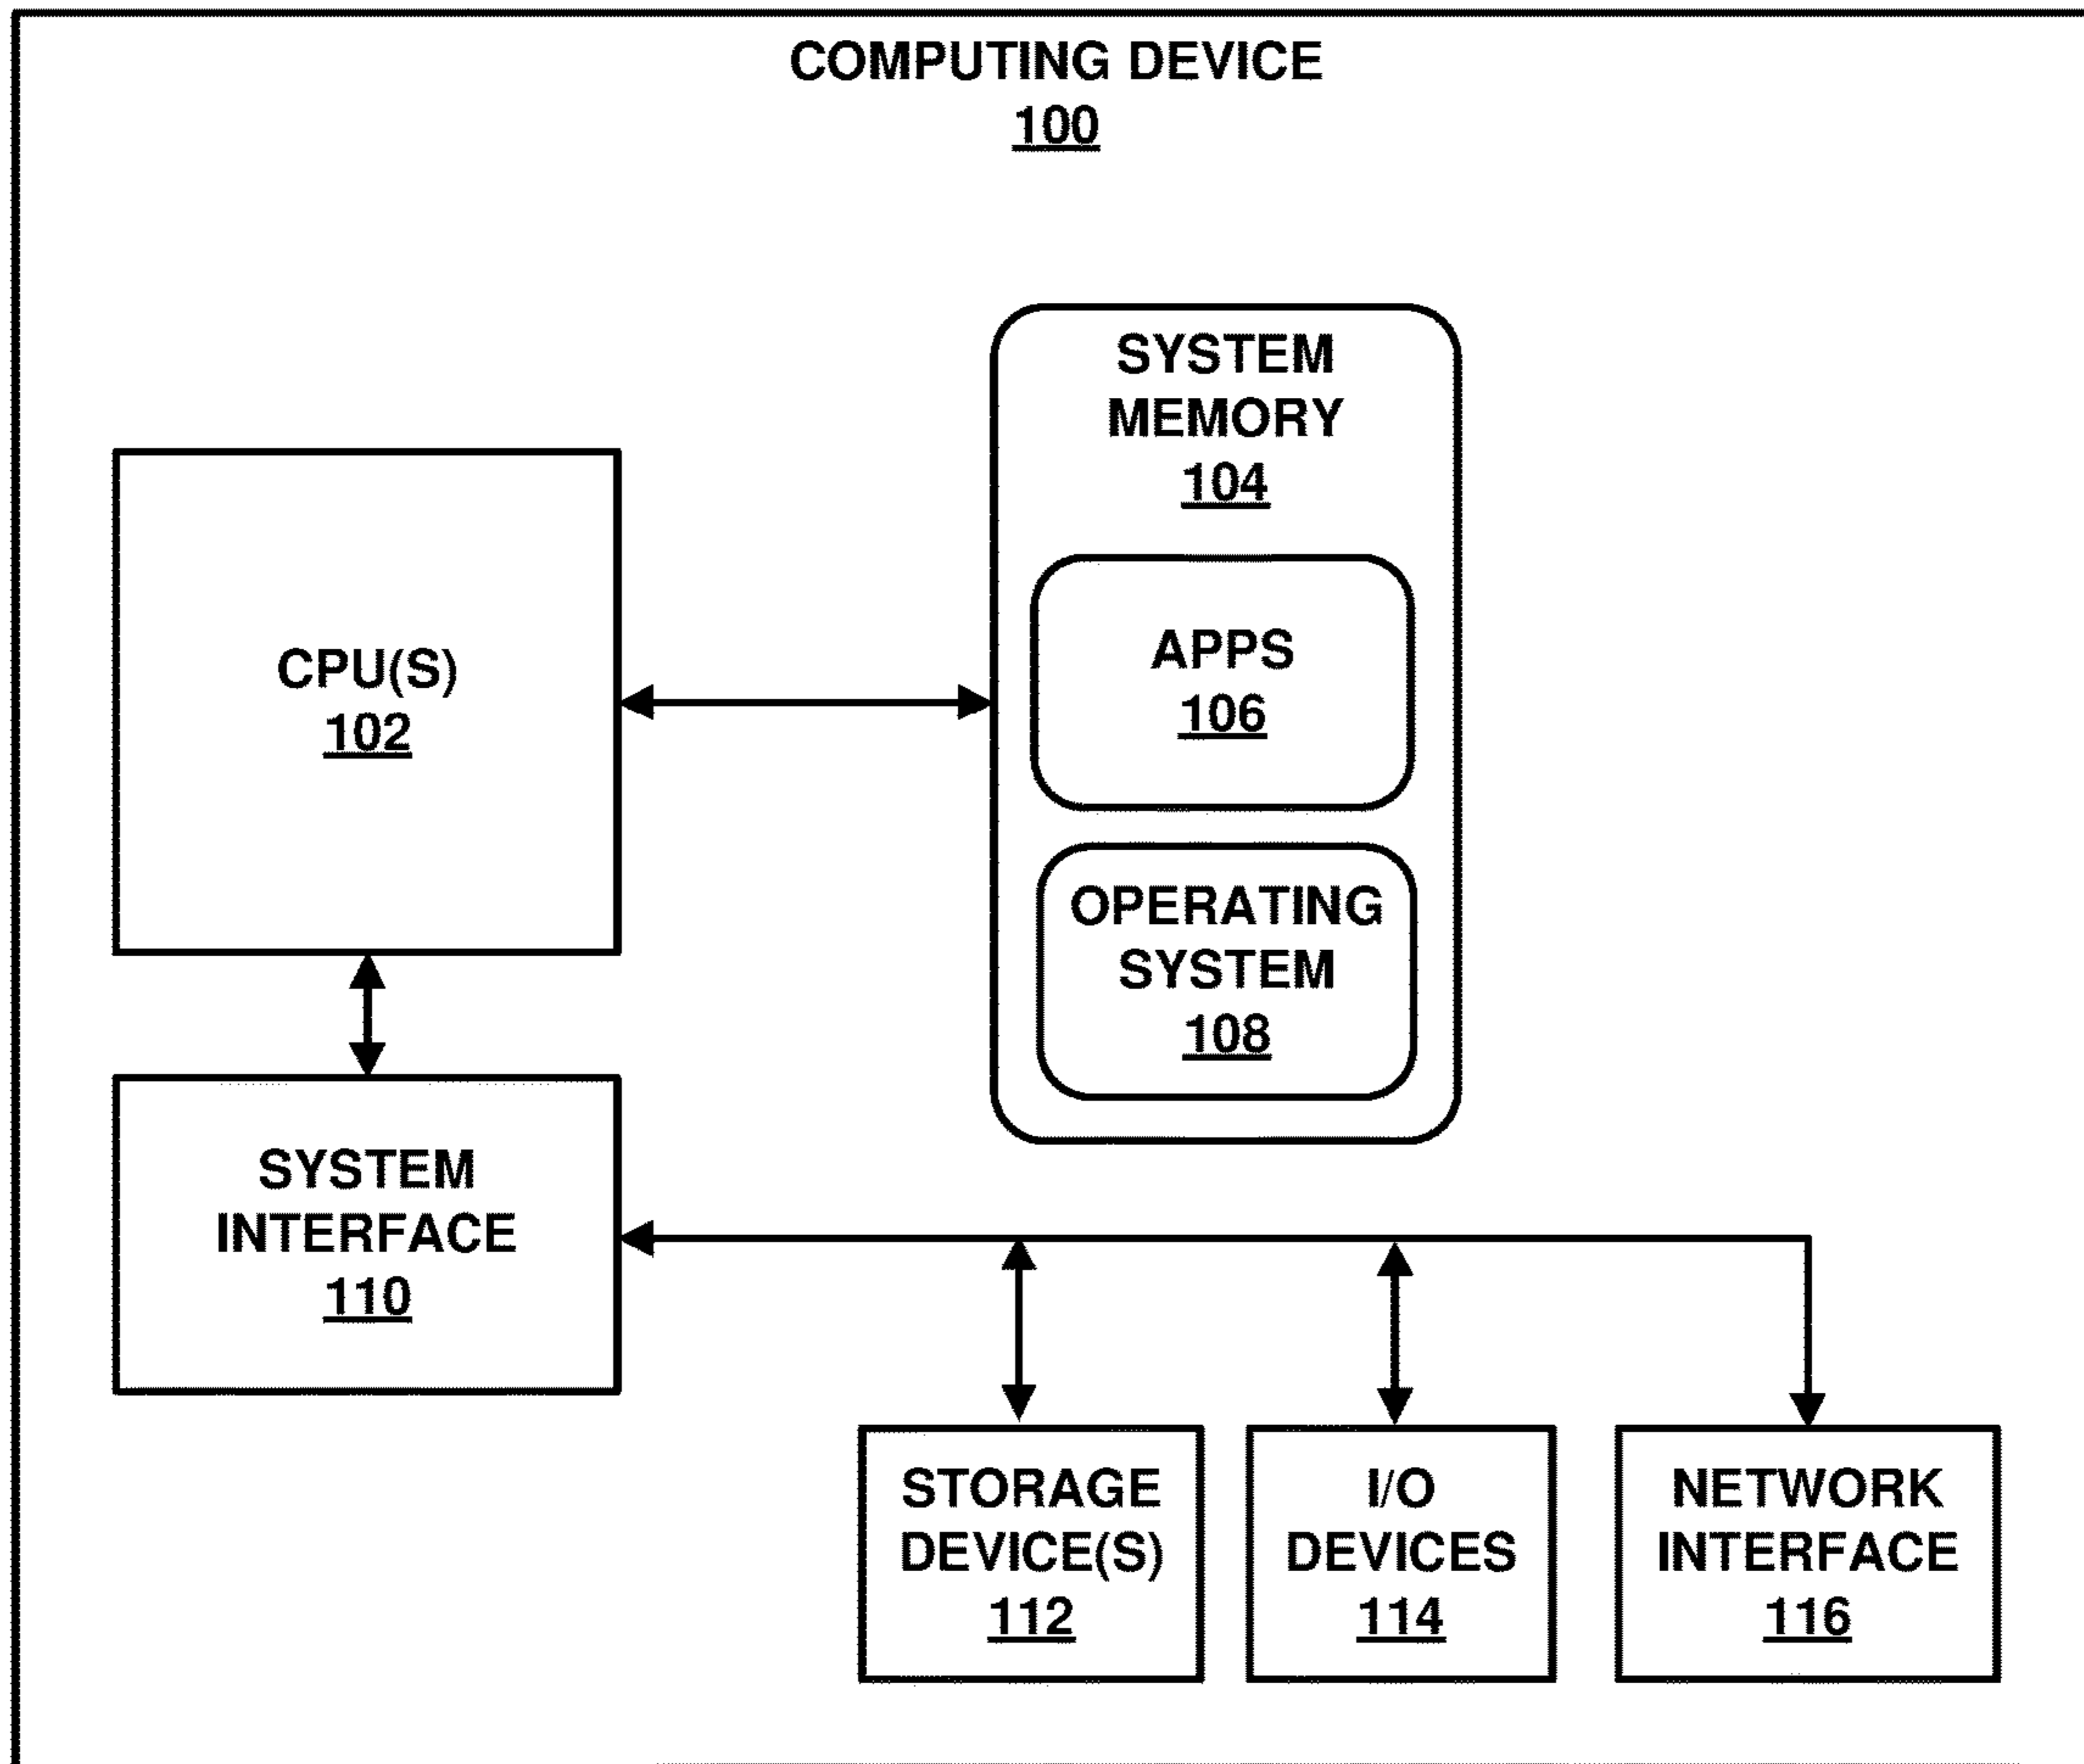 COMPUTING DEVICE
100
SYSTEM
MEMORY
104
CPU(S)
102
APPS
106
OPERATING
SYSTEM
108
SYSTEM
INTERFACE
110
STORAGE
DEVICE(S)
112
I/O
DEVICES
114
NETWORK
INTERFACE
116